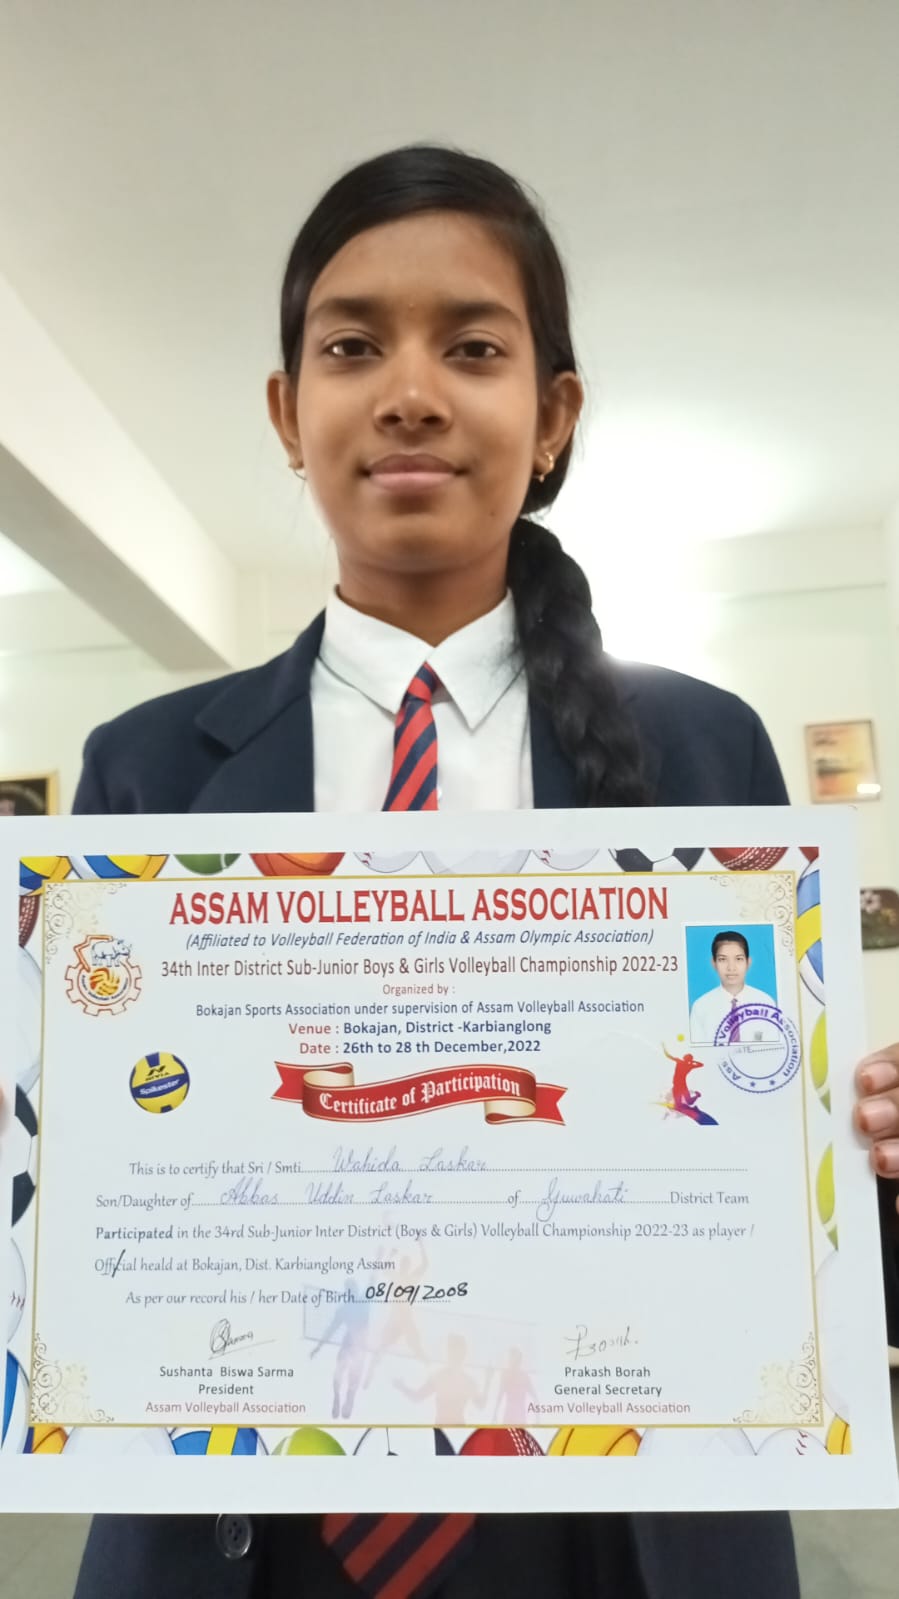 ASSAM VOLLEYBALL ASSOCIATION
(Affiliated to Volleyball Federation of India & Assam Olympic Association)
34th Inter District Sub-Junior Boys & Girls Volleyball Championship 2022-23
Organized by :
Bokajan Sports Association under supervision of Assam Volleyball Association
Venue : Bokajan, District -Karbianglong
Date : 26th to 28 th December,2022
Volleyball Association
DATE
NIVIA
Spikester
Certificate of Participation
This is to certify that Sri / Smti Wahida Laskar
Son/Daughter of Abbas Uddin Laskar of Guwahati District Team
Participated in the 34rd Sub-Junior Inter District (Boys & Girls) Volleyball Championship 2022-23 as player /
Official heald at Bokajan, Dist. Karbianglong Assam
As per our record his / her Date of Birth 08/09/2008
Sushanta Biswa Sarma
President
Assam Volleyball Association
Prakash Borah
General Secretary
Assam Volleyball Association